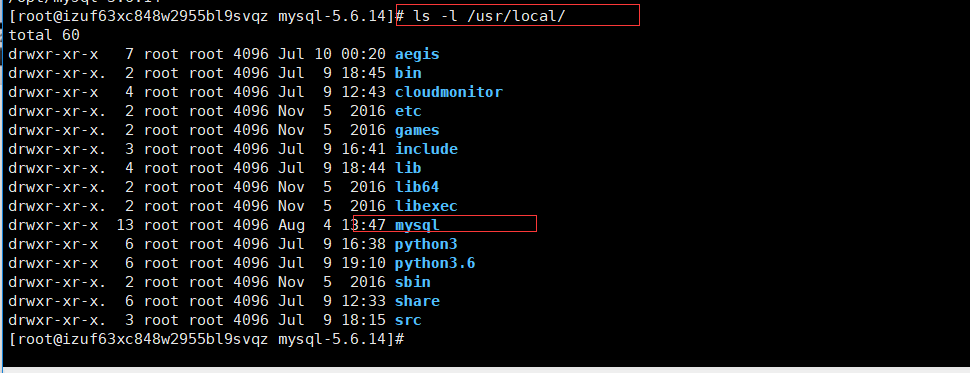 /opt/mysql-5.6.14
[root@izuf63xc848w2955bl9svqz mysql-5.6.14]# ls -l /usr/local/
total 60
drwxr-xr-x   7 root root 4096 Jul 10 00:20 aegis
drwxr-xr-x.  2 root root 4096 Jul  9 18:45 bin
drwxr-xr-x   4 root root 4096 Jul  9 12:43 cloudmonitor
drwxr-xr-x.  2 root root 4096 Nov  5  2016 etc
drwxr-xr-x.  2 root root 4096 Nov  5  2016 games
drwxr-xr-x.  3 root root 4096 Jul  9 16:41 include
drwxr-xr-x.  4 root root 4096 Jul  9 18:44 lib
drwxr-xr-x.  2 root root 4096 Nov  5  2016 lib64
drwxr-xr-x.  2 root root 4096 Nov  5  2016 libexec
drwxr-xr-x  13 root root 4096 Aug  4 13:47 mysql
drwxr-xr-x   6 root root 4096 Jul  9 16:38 python3
drwxr-xr-x   6 root root 4096 Jul  9 19:10 python3.6
drwxr-xr-x.  2 root root 4096 Nov  5  2016 sbin
drwxr-xr-x.  6 root root 4096 Jul  9 12:33 share
drwxr-xr-x.  3 root root 4096 Jul  9 18:15 src
[root@izuf63xc848w2955bl9svqz mysql-5.6.14]#